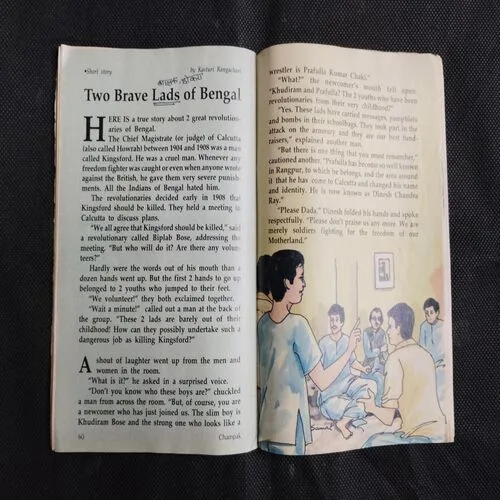 •Short story by Kasturi Rangachari
Two Brave Lads of Bengal
HERE IS a true story about 2 great revolution-
aries of Bengal.
The Chief Magistrate (or judge) of Calcutta
(also called Howrah) between 1904 and 1908 was a man
called Kingsford. He was a cruel man. Whenever any
freedom fighter was caught or even when anyone wrote
against the British, he gave them very severe punish-
ments. All the Indians of Bengal hated him.
The revolutionaries decided early in 1908 that
Kingsford should be killed. They held a meeting in
Calcutta to discuss plans.
"We all agree that Kingsford should be killed," said
a revolutionary called Biplab Bose, addressing the
meeting. "But who will do it? Are there any volun-
teers?"
Hardly were the words out of his mouth than a
dozen hands went up. But the first 2 hands to go up
belonged to 2 youths who jumped to their feet.
"We volunteer!" they both exclaimed together.
"Wait a minute!" called out a man at the back of
the group. "These 2 lads are barely out of their
childhood! How can they possibly undertake such a
dangerous job as killing Kingsford?"
A shout of laughter went up from the men and
women in the room.
"What is it?" he asked in a surprised voice.
"Don't you know who these boys are?" chuckled
a man from across the room. "But, of course, you are
a newcomer who has just joined us. The slim boy is
Khudiram Bose and the strong one who looks like a
60 Champak
wrestler is Prafulla Kumar Chaki."
"What?" the newcomer's mouth fell open.
"Khudiram and Prafulla? The 2 youths who have been
revolutionaries from their very childhood?"
"Yes. These lads have carried messages, pamphlets
and bombs in their schoolbags. They took part in the
attack on the armoury and they are our best fund-
raisers," explained another man.
"But there is one thing that you must remember,"
cautioned another. "Prafulla has become so well known
in Rangpur, to which he belongs, and the area around
it that he has come to Calcutta and changed his name
and identity. He is now known as Dinesh Chandra
Ray."
"Please Dada," Dinesh folded his hands and spoke
respectfully. "Please don't praise us any more. We are
merely soldiers fighting for the freedom of our
Motherland."